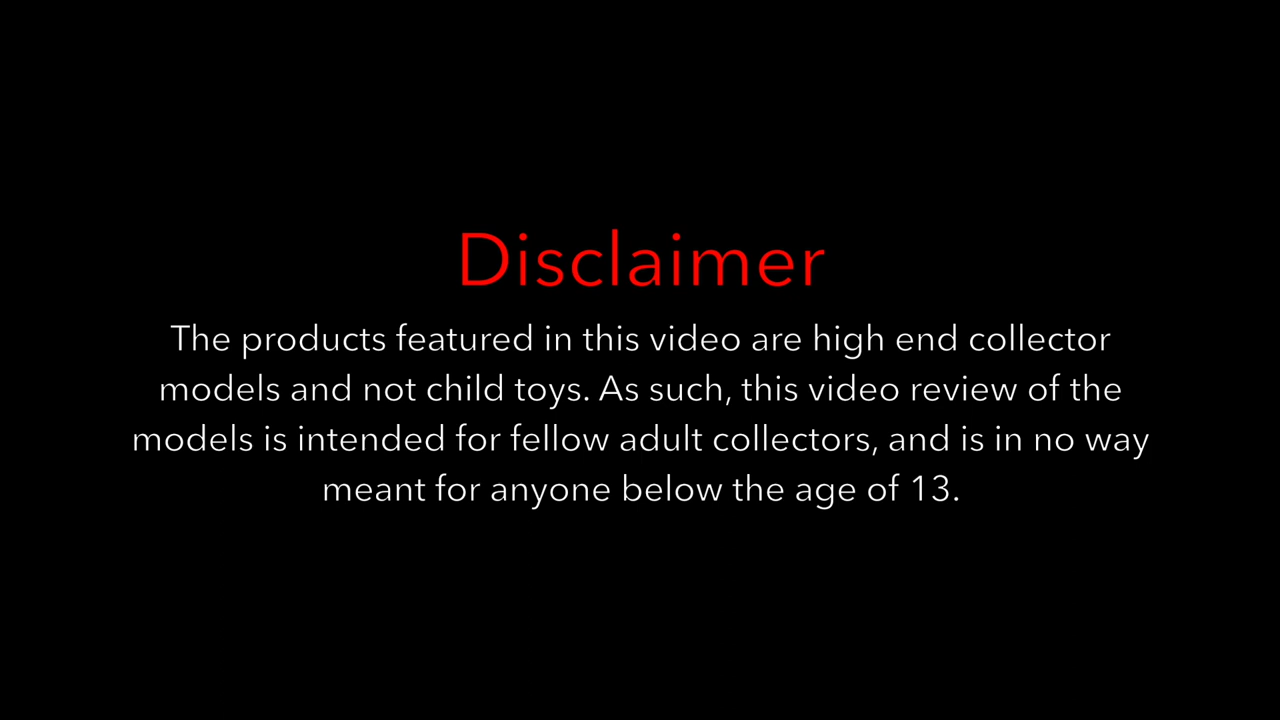 Disclaimer
The products featured in this video are high end collector
models and not child toys. As such, this video review of the
models is intended for fellow adult collectors, and is in no way
meant for anyone below the age of 13.